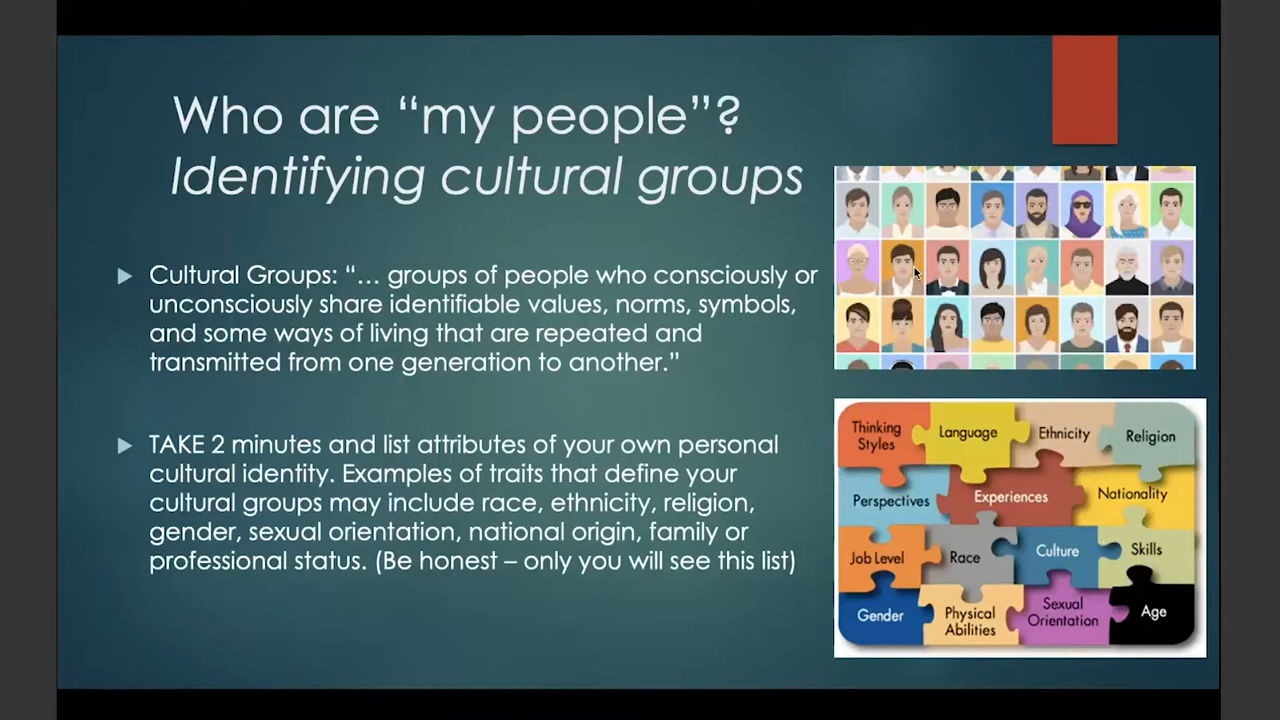 Who are “my people”?
Identifying cultural groups
Cultural Groups: “… groups of people who consciously or
unconsciously share identifiable values, norms, symbols,
and some ways of living that are repeated and
transmitted from one generation to another.”
TAKE 2 minutes and list attributes of your own personal
cultural identity. Examples of traits that define your
cultural groups may include race, ethnicity, religion,
gender, sexual orientation, national origin, family or
professional status. (Be honest – only you will see this list)
Thinking
Styles
Language
Ethnicity
Religion
Perspectives
Experiences
Nationality
Job Level
Race
Culture
Skills
Gender
Physical
Abilities
Sexual
Orientation
Age